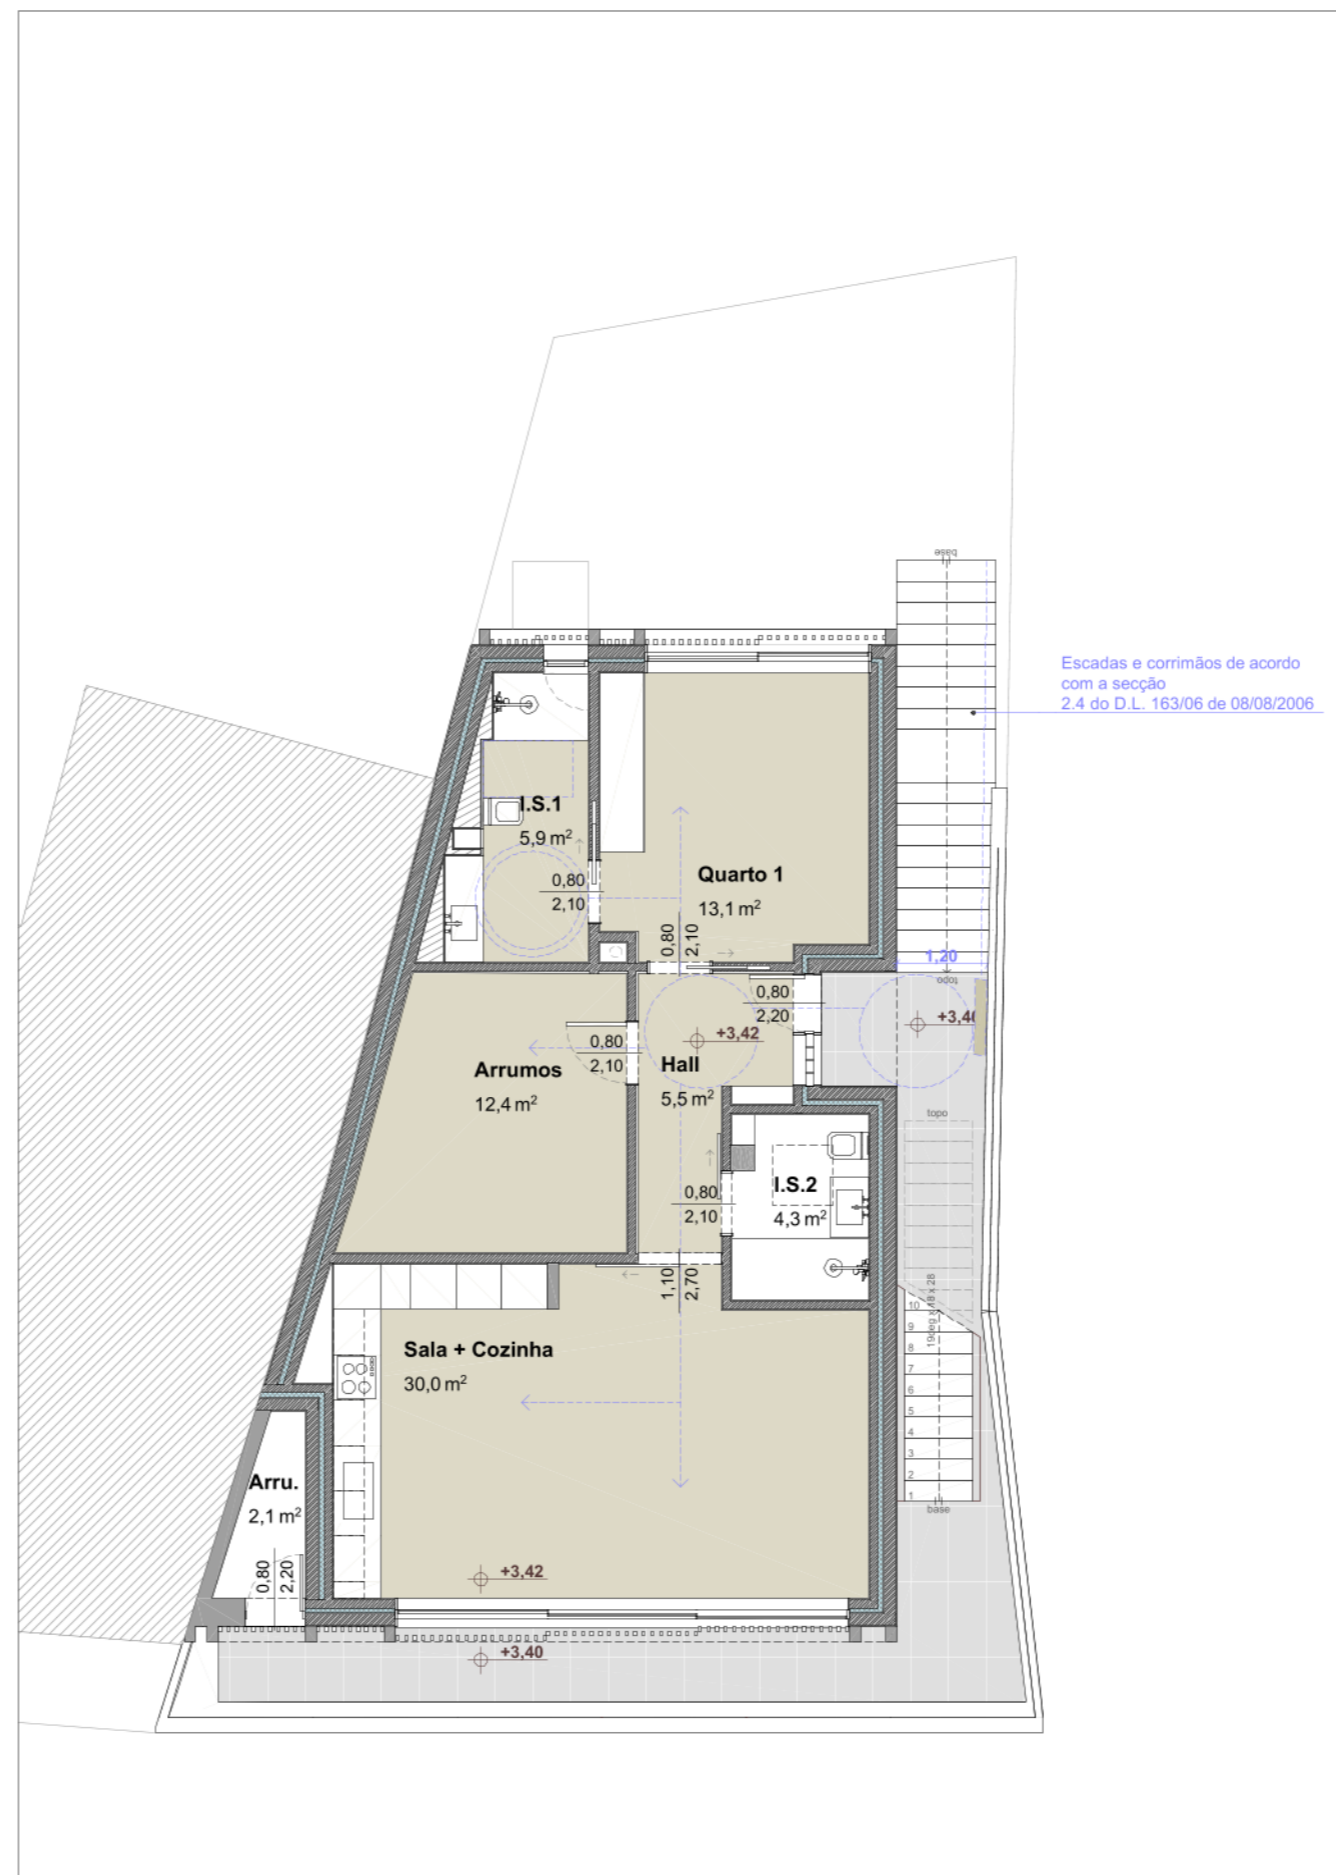 base
Escadas e corrimãos de acordo
com a secção
2.4 do D.L. 163/06 de 08/08/2006
I.S.1
5,9 m²
0,80
2,10
Quarto 1
13,1 m²
0,80
2,10
1,20
topo
0,80
2,20
+3,42
+3,40
0,80
2,10
Arrumos
12,4 m²
Hall
5,5 m²
topo
I.S.2
4,3 m²
0,80
2,10
1,10
2,70
Sala + Cozinha
30,0 m²
10
9
8
7
6
5
4
3
2
1
base
Arru.
2,1 m²
0,80
2,20
+3,42
+3,40